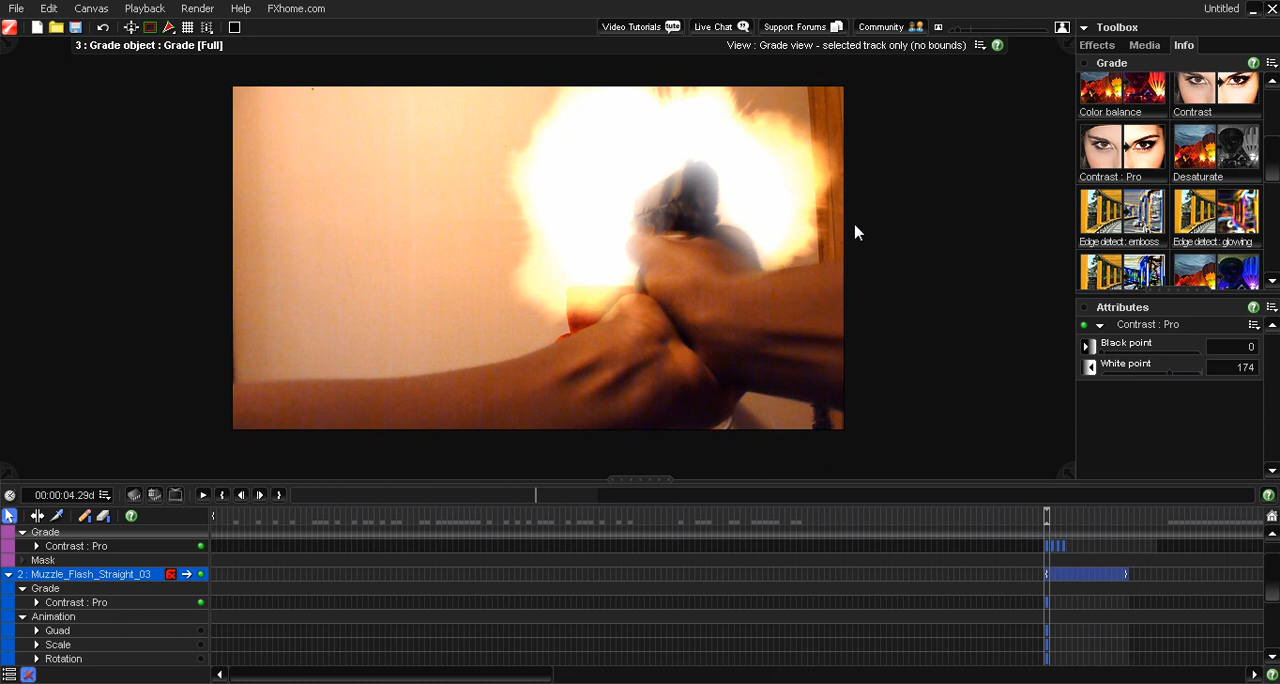 File Edit Canvas Playback Render Help FXhome.com Untitled
Video Tutorials tute Live Chat Support Forums Community Toolbox
3 : Grade object : Grade [Full] View : Grade view - selected track only (no bounds) Effects Media Info
Grade
Color balance Contrast
Contrast : Pro Desaturate
Edge detect : emboss Edge detect : glowing
Attributes
Contrast : Pro
Black point 0
White point 174
00:00:04.29d
Grade
Contrast : Pro
Mask
2 : Muzzle_Flash_Straight_03
Grade
Contrast : Pro
Animation
Quad
Scale
Rotation